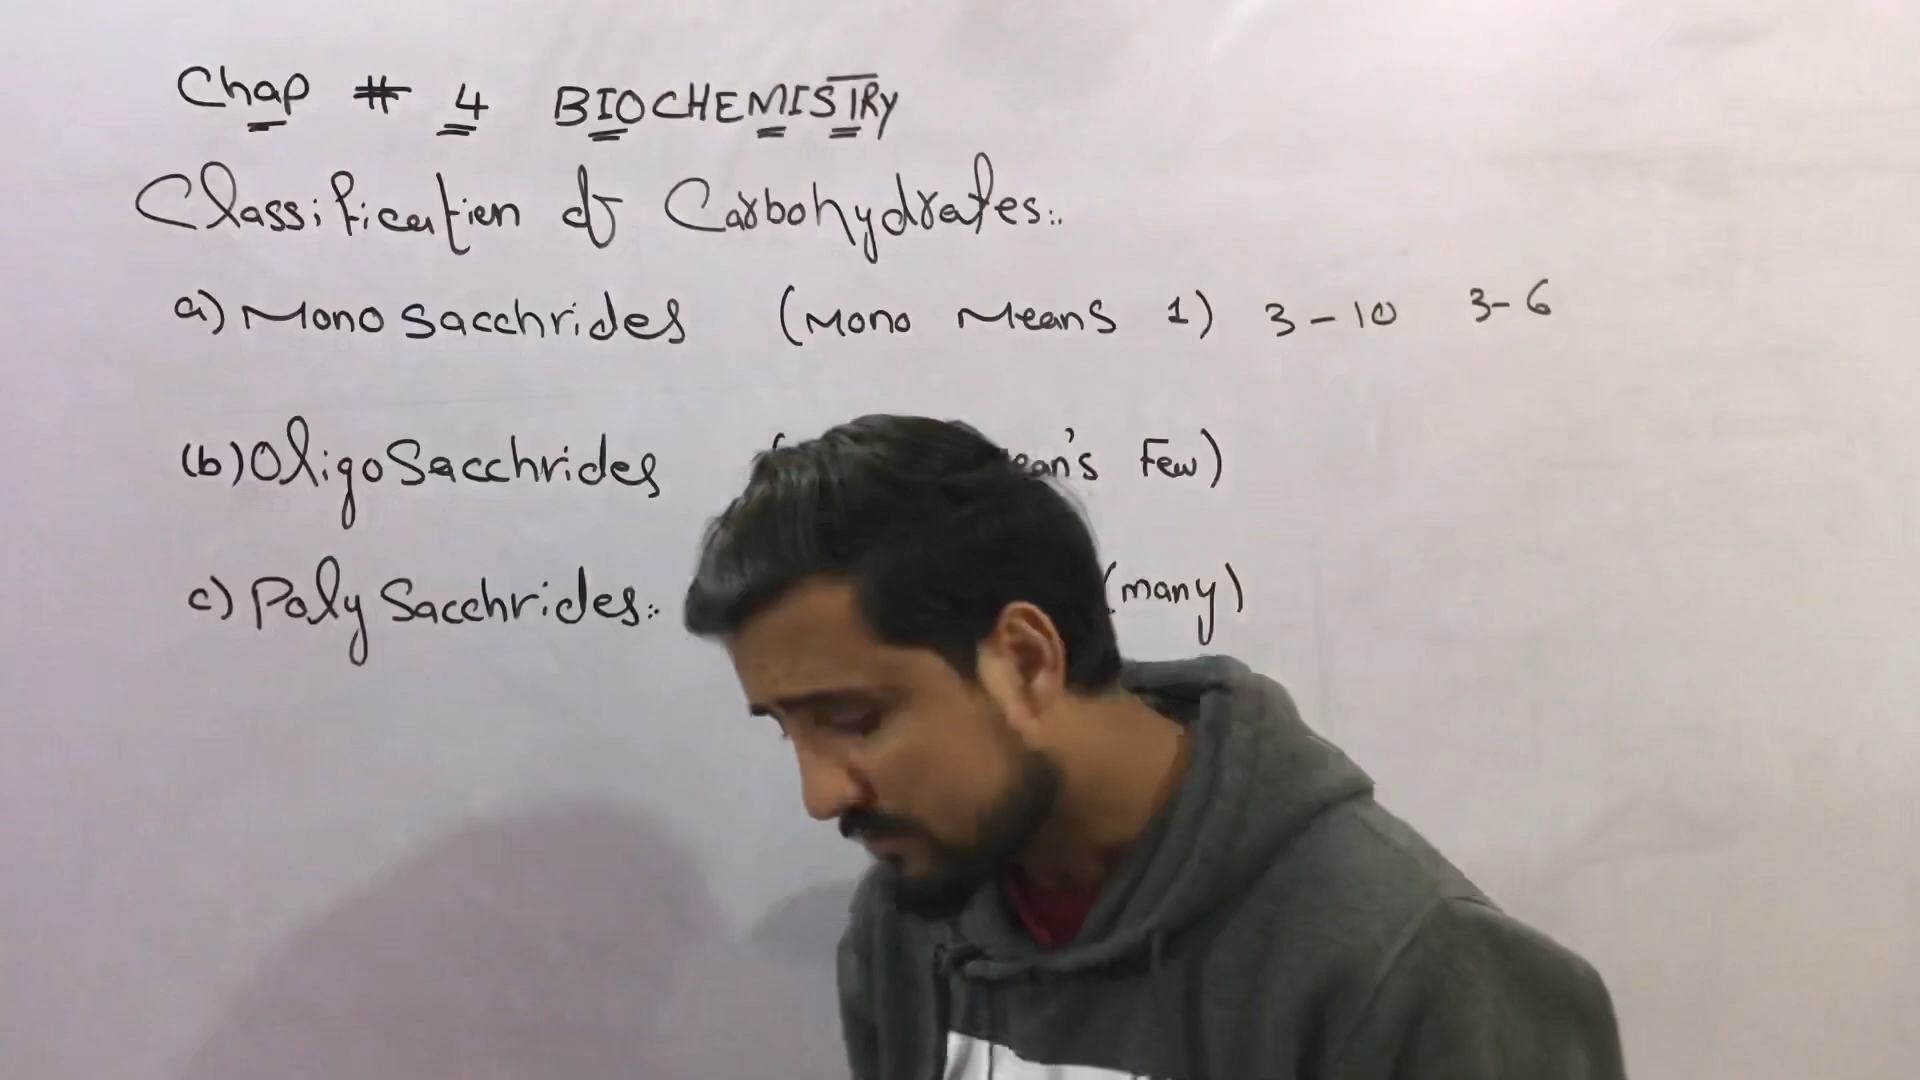 Chap # 4 BIOCHEMISTRY
Classification of Carbohydrates:.
a) Mono Sacchrides (Mono Means 1) 3-10 3-6
(b) Oligo Sacchrides ( Few)
c) Poly Sacchrides:. (many)